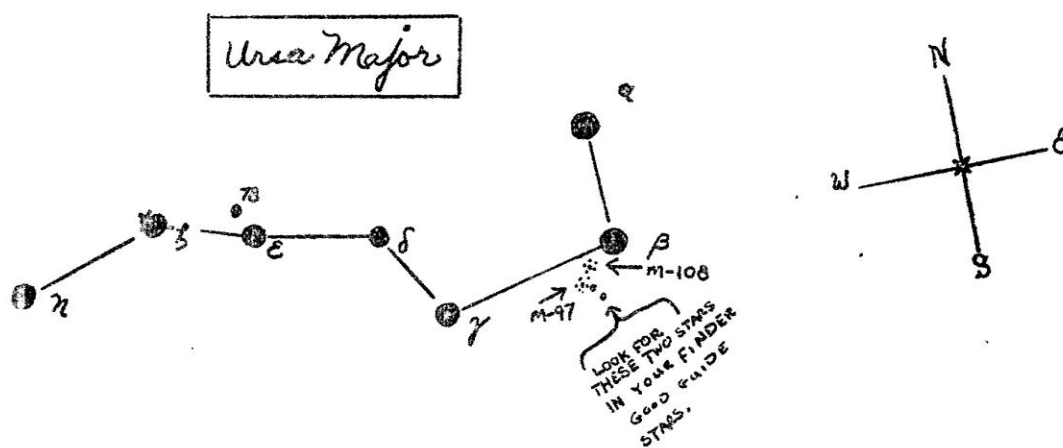 Ursa Major
α
N
E
W
S
78
ζ
ε
δ
β
M-108
η
γ
M-97
LOOK FOR
THESE TWO STARS
IN YOUR FINDER
GOOD GUIDE
STARS.